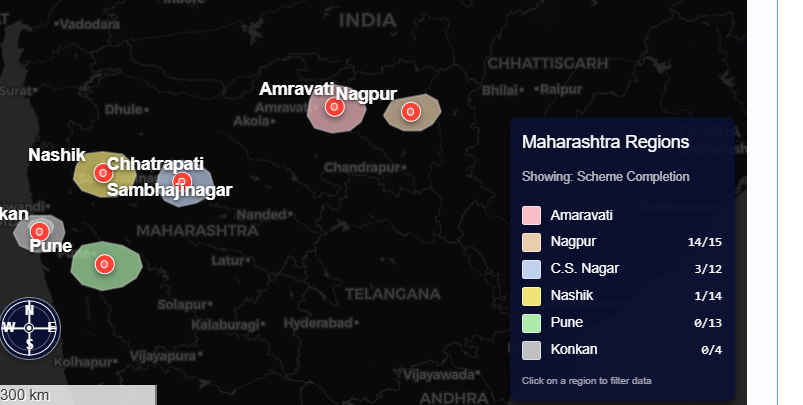 Indore
INDIA
Vadodara
CHHATTISGARH
Surat
Bhilai
Raipur
Amravati
Nagpur
Amravati
Dhule
Akola
Maharashtra Regions
Nashik
Chhatrapati
Chandrapur
Showing: Scheme Completion
Sambhajinagar
kan
Nanded
Amaravati
MAHARASHTRA
Nagpur 14/15
Pune
Latur
C.S. Nagar 3/12
TELANGANA
Nashik 1/14
Solapur
N
Kalaburagi
Hyderabad
Pune 0/13
W E
S
Konkan 0/4
Vijayapura
Kolhapur
Vijayawada
Click on a region to filter data
300 km
ANDHRA